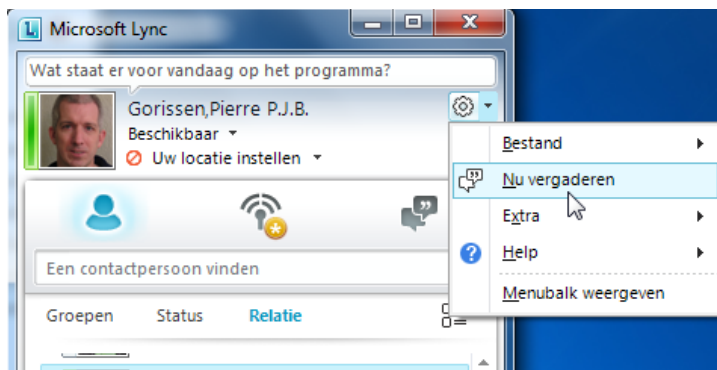 Microsoft Lync
Wat staat er voor vandaag op het programma?
Gorissen,Pierre P.J.B.
Beschikbaar
Uw locatie instellen
Bestand
Nu vergaderen
Extra
Help
Menubalk weergeven
Een contactpersoon vinden
Groepen Status Relatie